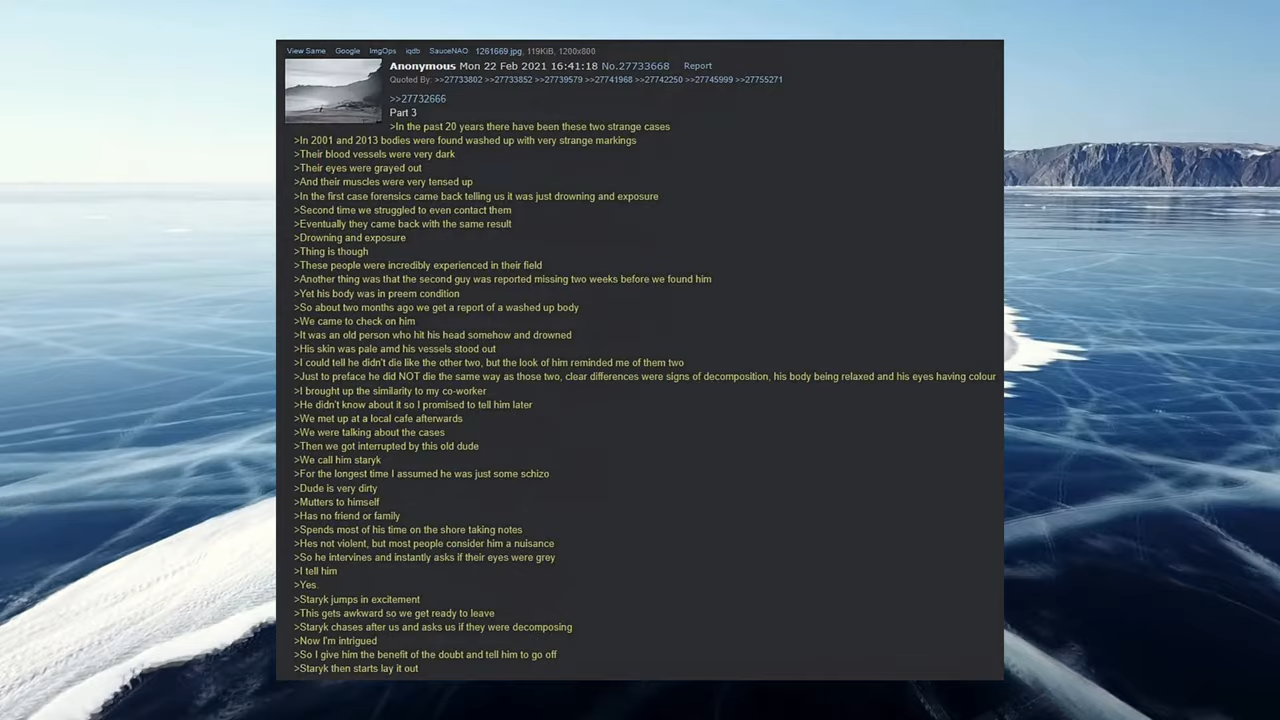 View Same Google ImgOps iqdb SauceNAO 1261669.jpg, 119KiB, 1200x800
Anonymous Mon 22 Feb 2021 16:41:18 No.27733668 Report
Quoted By: >>27733802 >>27733852 >>27739579 >>27741968 >>27742250 >>27745999 >>27755271
>>27732666
Part 3
>In the past 20 years there have been these two strange cases
>In 2001 and 2013 bodies were found washed up with very strange markings
>Their blood vessels were very dark
>Their eyes were grayed out
>And their muscles were very tensed up
>In the first case forensics came back telling us it was just drowning and exposure
>Second time we struggled to even contact them
>Eventually they came back with the same result
>Drowning and exposure
>Thing is though
>These people were incredibly experienced in their field
>Another thing was that the second guy was reported missing two weeks before we found him
>Yet his body was in preem condition
>So about two months ago we get a report of a washed up body
>We came to check on him
>It was an old person who hit his head somehow and drowned
>His skin was pale amd his vessels stood out
>I could tell he didn't die like the other two, but the look of him reminded me of them two
>Just to preface he did NOT die the same way as those two, clear differences were signs of decomposition, his body being relaxed and his eyes having colour
>I brought up the similarity to my co-worker
>He didn't know about it so I promised to tell him later
>We met up at a local cafe afterwards
>We were talking about the cases
>Then we got interrupted by this old dude
>We call him staryk
>For the longest time I assumed he was just some schizo
>Dude is very dirty
>Mutters to himself
>Has no friend or family
>Spends most of his time on the shore taking notes
>Hes not violent, but most people consider him a nuisance
>So he intervines and instantly asks if their eyes were grey
>I tell him
>Yes.
>Staryk jumps in excitement
>This gets awkward so we get ready to leave
>Staryk chases after us and asks us if they were decomposing
>Now I'm intrigued
>So I give him the benefit of the doubt and tell him to go off
>Staryk then starts lay it out